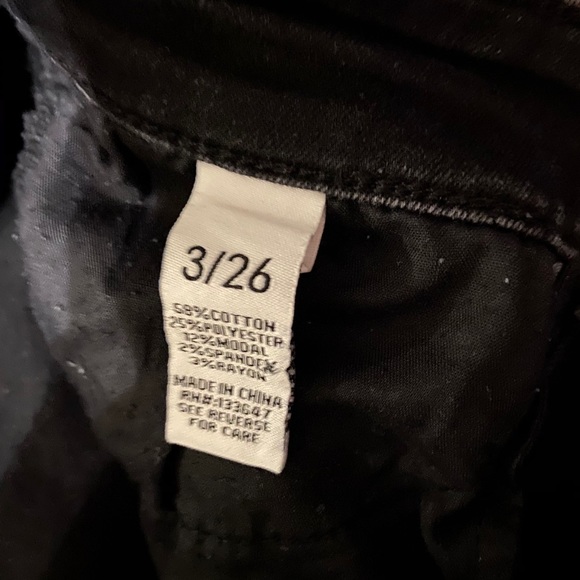 3/26
58%COTTON
25%POLYESTER
12%MODAL
2%SPANDEX
3%RAYON
MADE IN CHINA
RN#:133647
SEE REVERSE
FOR CARE